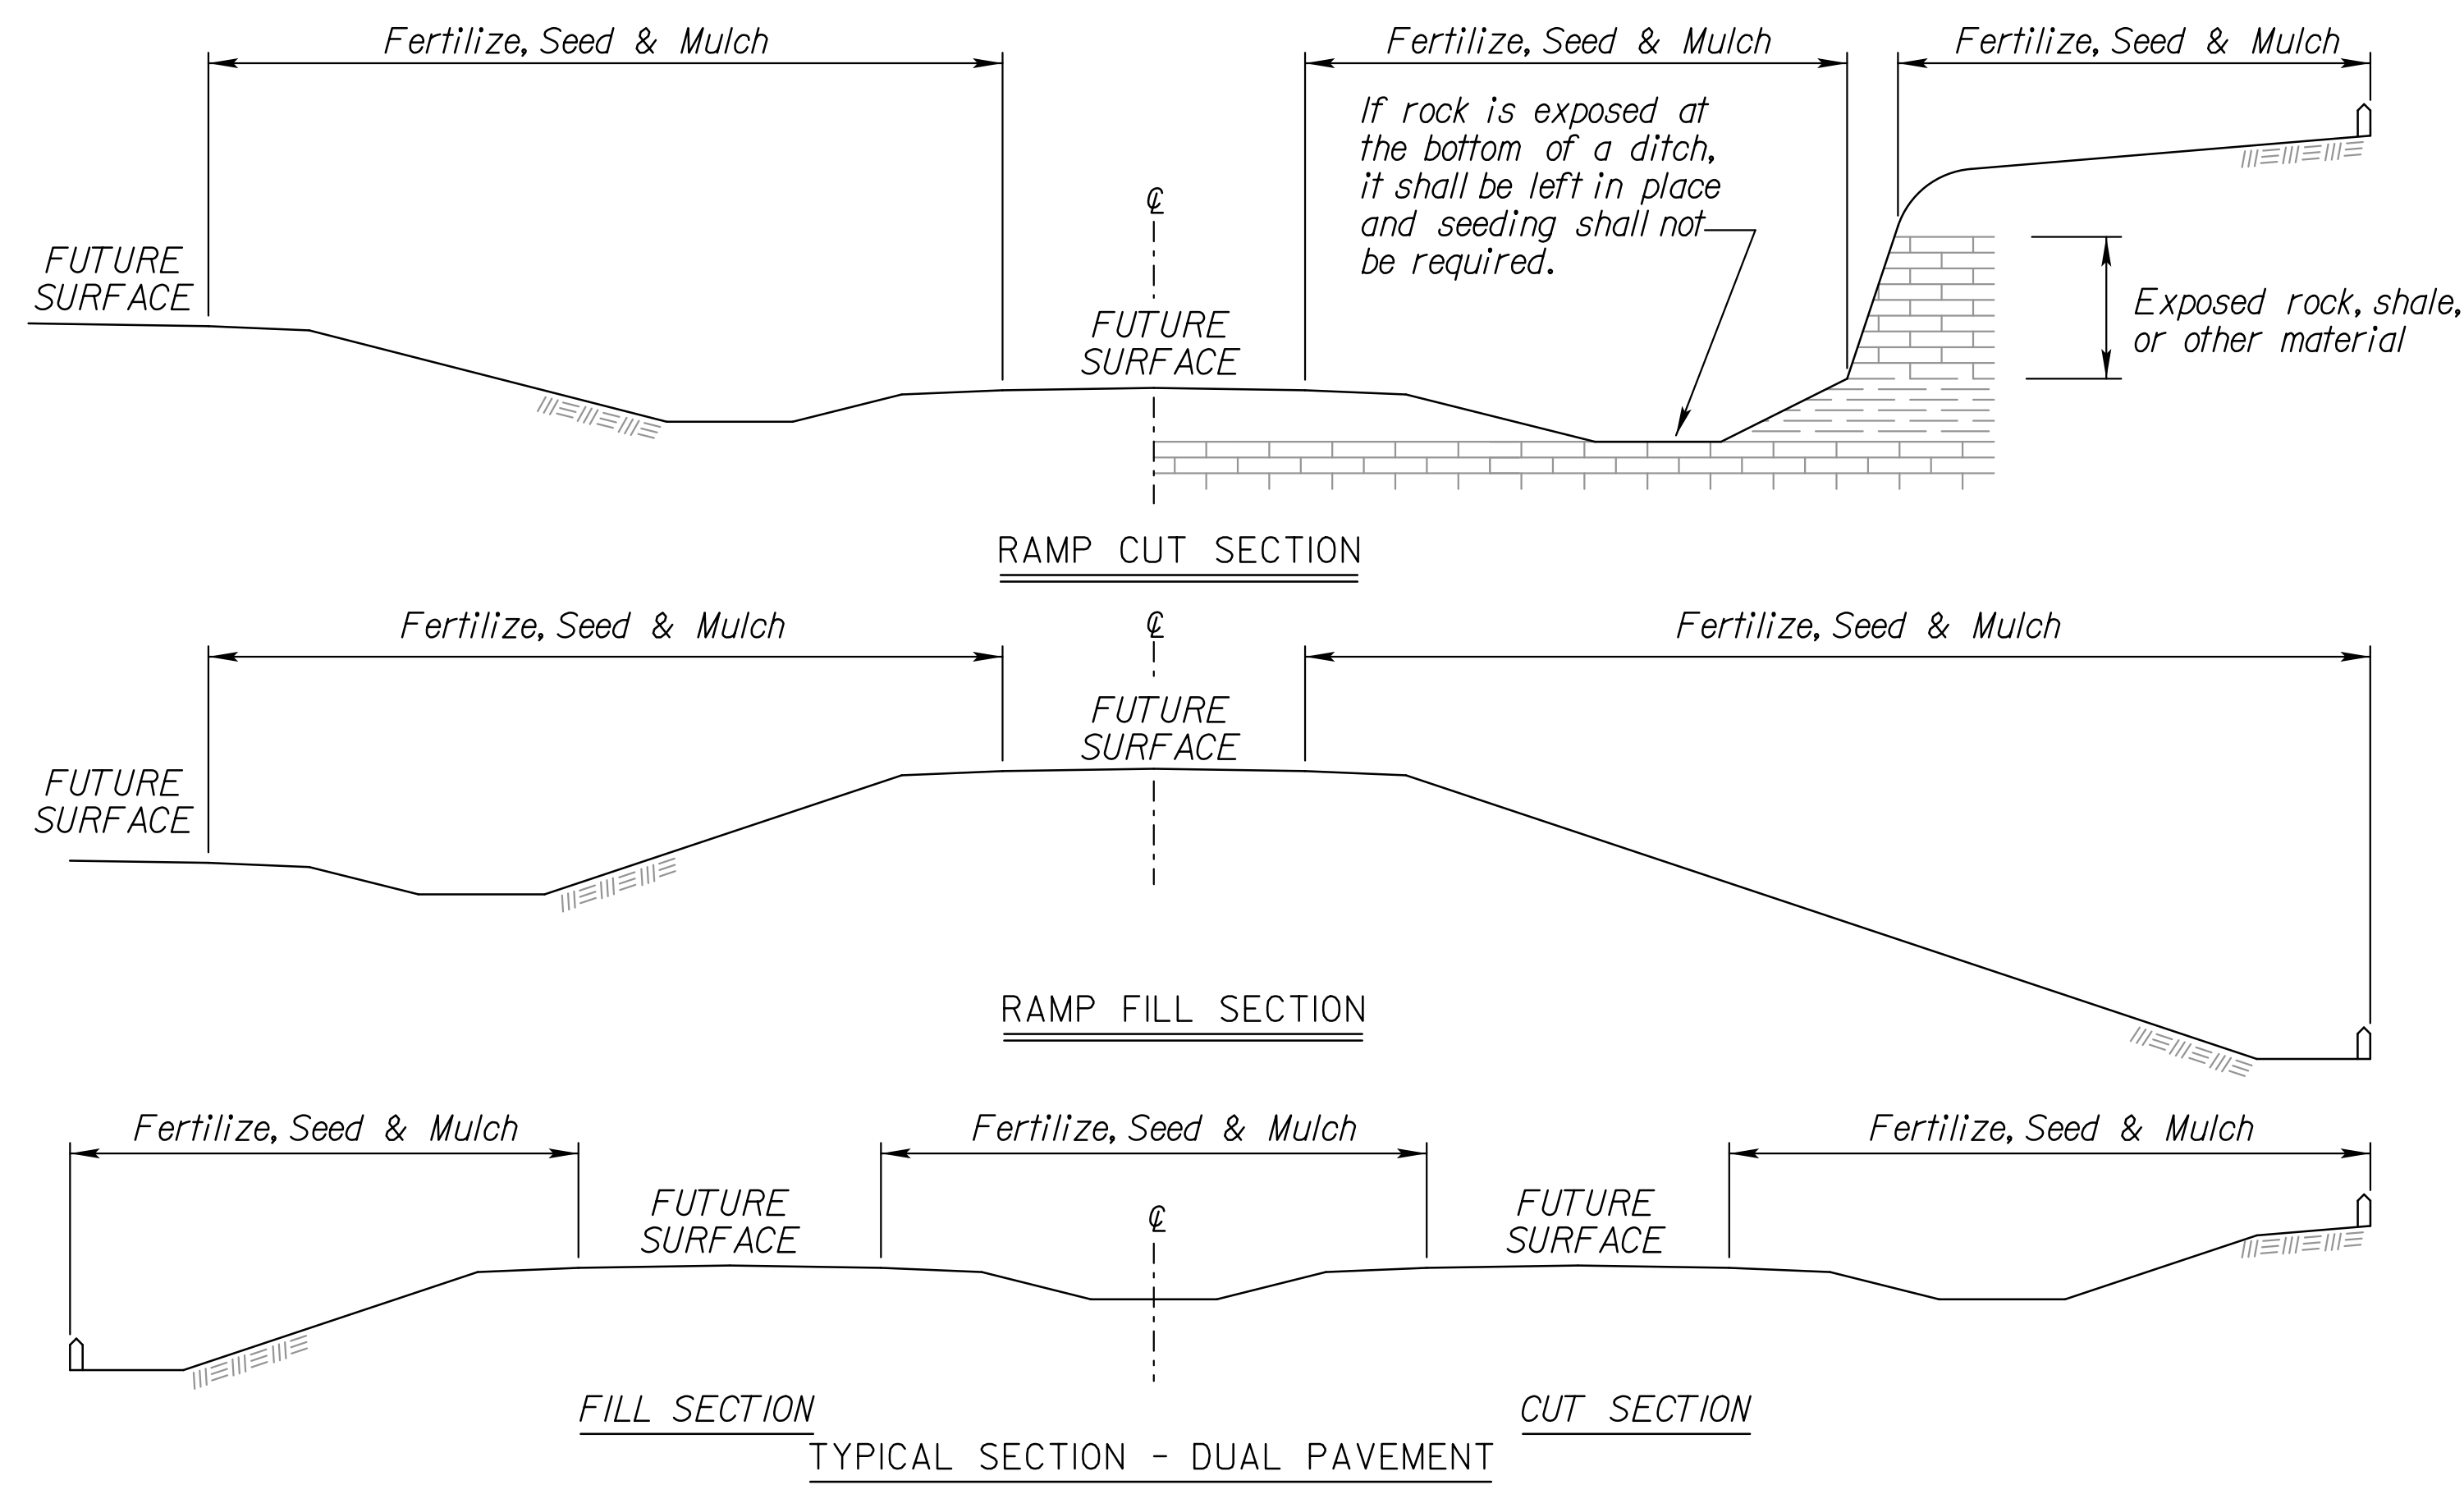 Fertilize, Seed & Mulch
Fertilize, Seed & Mulch
Fertilize, Seed & Mulch
If rock is exposed at
the bottom of a ditch,
it shall be left in place
and seeding shall not
be required.
℄
FUTURE
SURFACE
FUTURE
SURFACE
Exposed rock, shale,
or other material
RAMP CUT SECTION
Fertilize, Seed & Mulch
℄
Fertilize, Seed & Mulch
FUTURE
SURFACE
FUTURE
SURFACE
RAMP FILL SECTION
Fertilize, Seed & Mulch
Fertilize, Seed & Mulch
Fertilize, Seed & Mulch
FUTURE
SURFACE
℄
FUTURE
SURFACE
FILL SECTION
CUT SECTION
TYPICAL SECTION - DUAL PAVEMENT